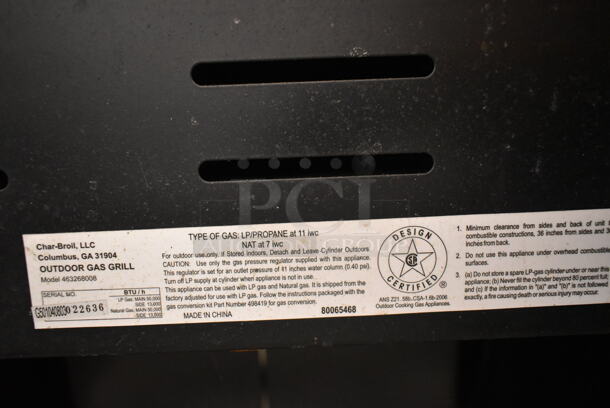 PCI
Char-Broil, LLC
Columbus, GA 31904
OUTDOOR GAS GRILL
Model 463268008
SERIAL NO.
BTU / h
LP Gas: MAIN 50,000
SIDE 13,000
Natural Gas: MAIN 50,000
SIDE 13,500
22636
TYPE OF GAS: LP/PROPANE at 11 iwc
NAT at 7 iwc
For outdoor use only. If Stored Indoors, Detach and Leave Cylinder Outdoors
CAUTION: Use only the gas pressure regulator supplied with this appliance.
This regulator is set for an outlet pressure of 11 inches water column (0.40 psi).
Turn off LP supply at cylinder when appliance is not in use.
This appliance can be used with LP gas and Natural gas. It is shipped from the
factory adjusted for use with LP gas. Follow the instructions packaged with the
gas conversion kit Part Number 498419 for gas conversion.
MADE IN CHINA
80065468
DESIGN
CERTIFIED
ANS Z21. 58b .CSA-1.6b-2006
Outdoor Cooking Gas Appliances.
1. Minimum clearance from sides and back of unit
combustible constructions, 36 inches from sides and 3
inches from back.
2. Do not use this appliance under overhead combustible
surfaces.
3. (a) Do not store a spare LP-gas cylinder under or near this
appliance; (b) Never fill the cylinder beyond 80 percent full
and (c) if the information in "(a)" and "(b)" is not followed
exactly, a fire causing death or serious injury may occur.